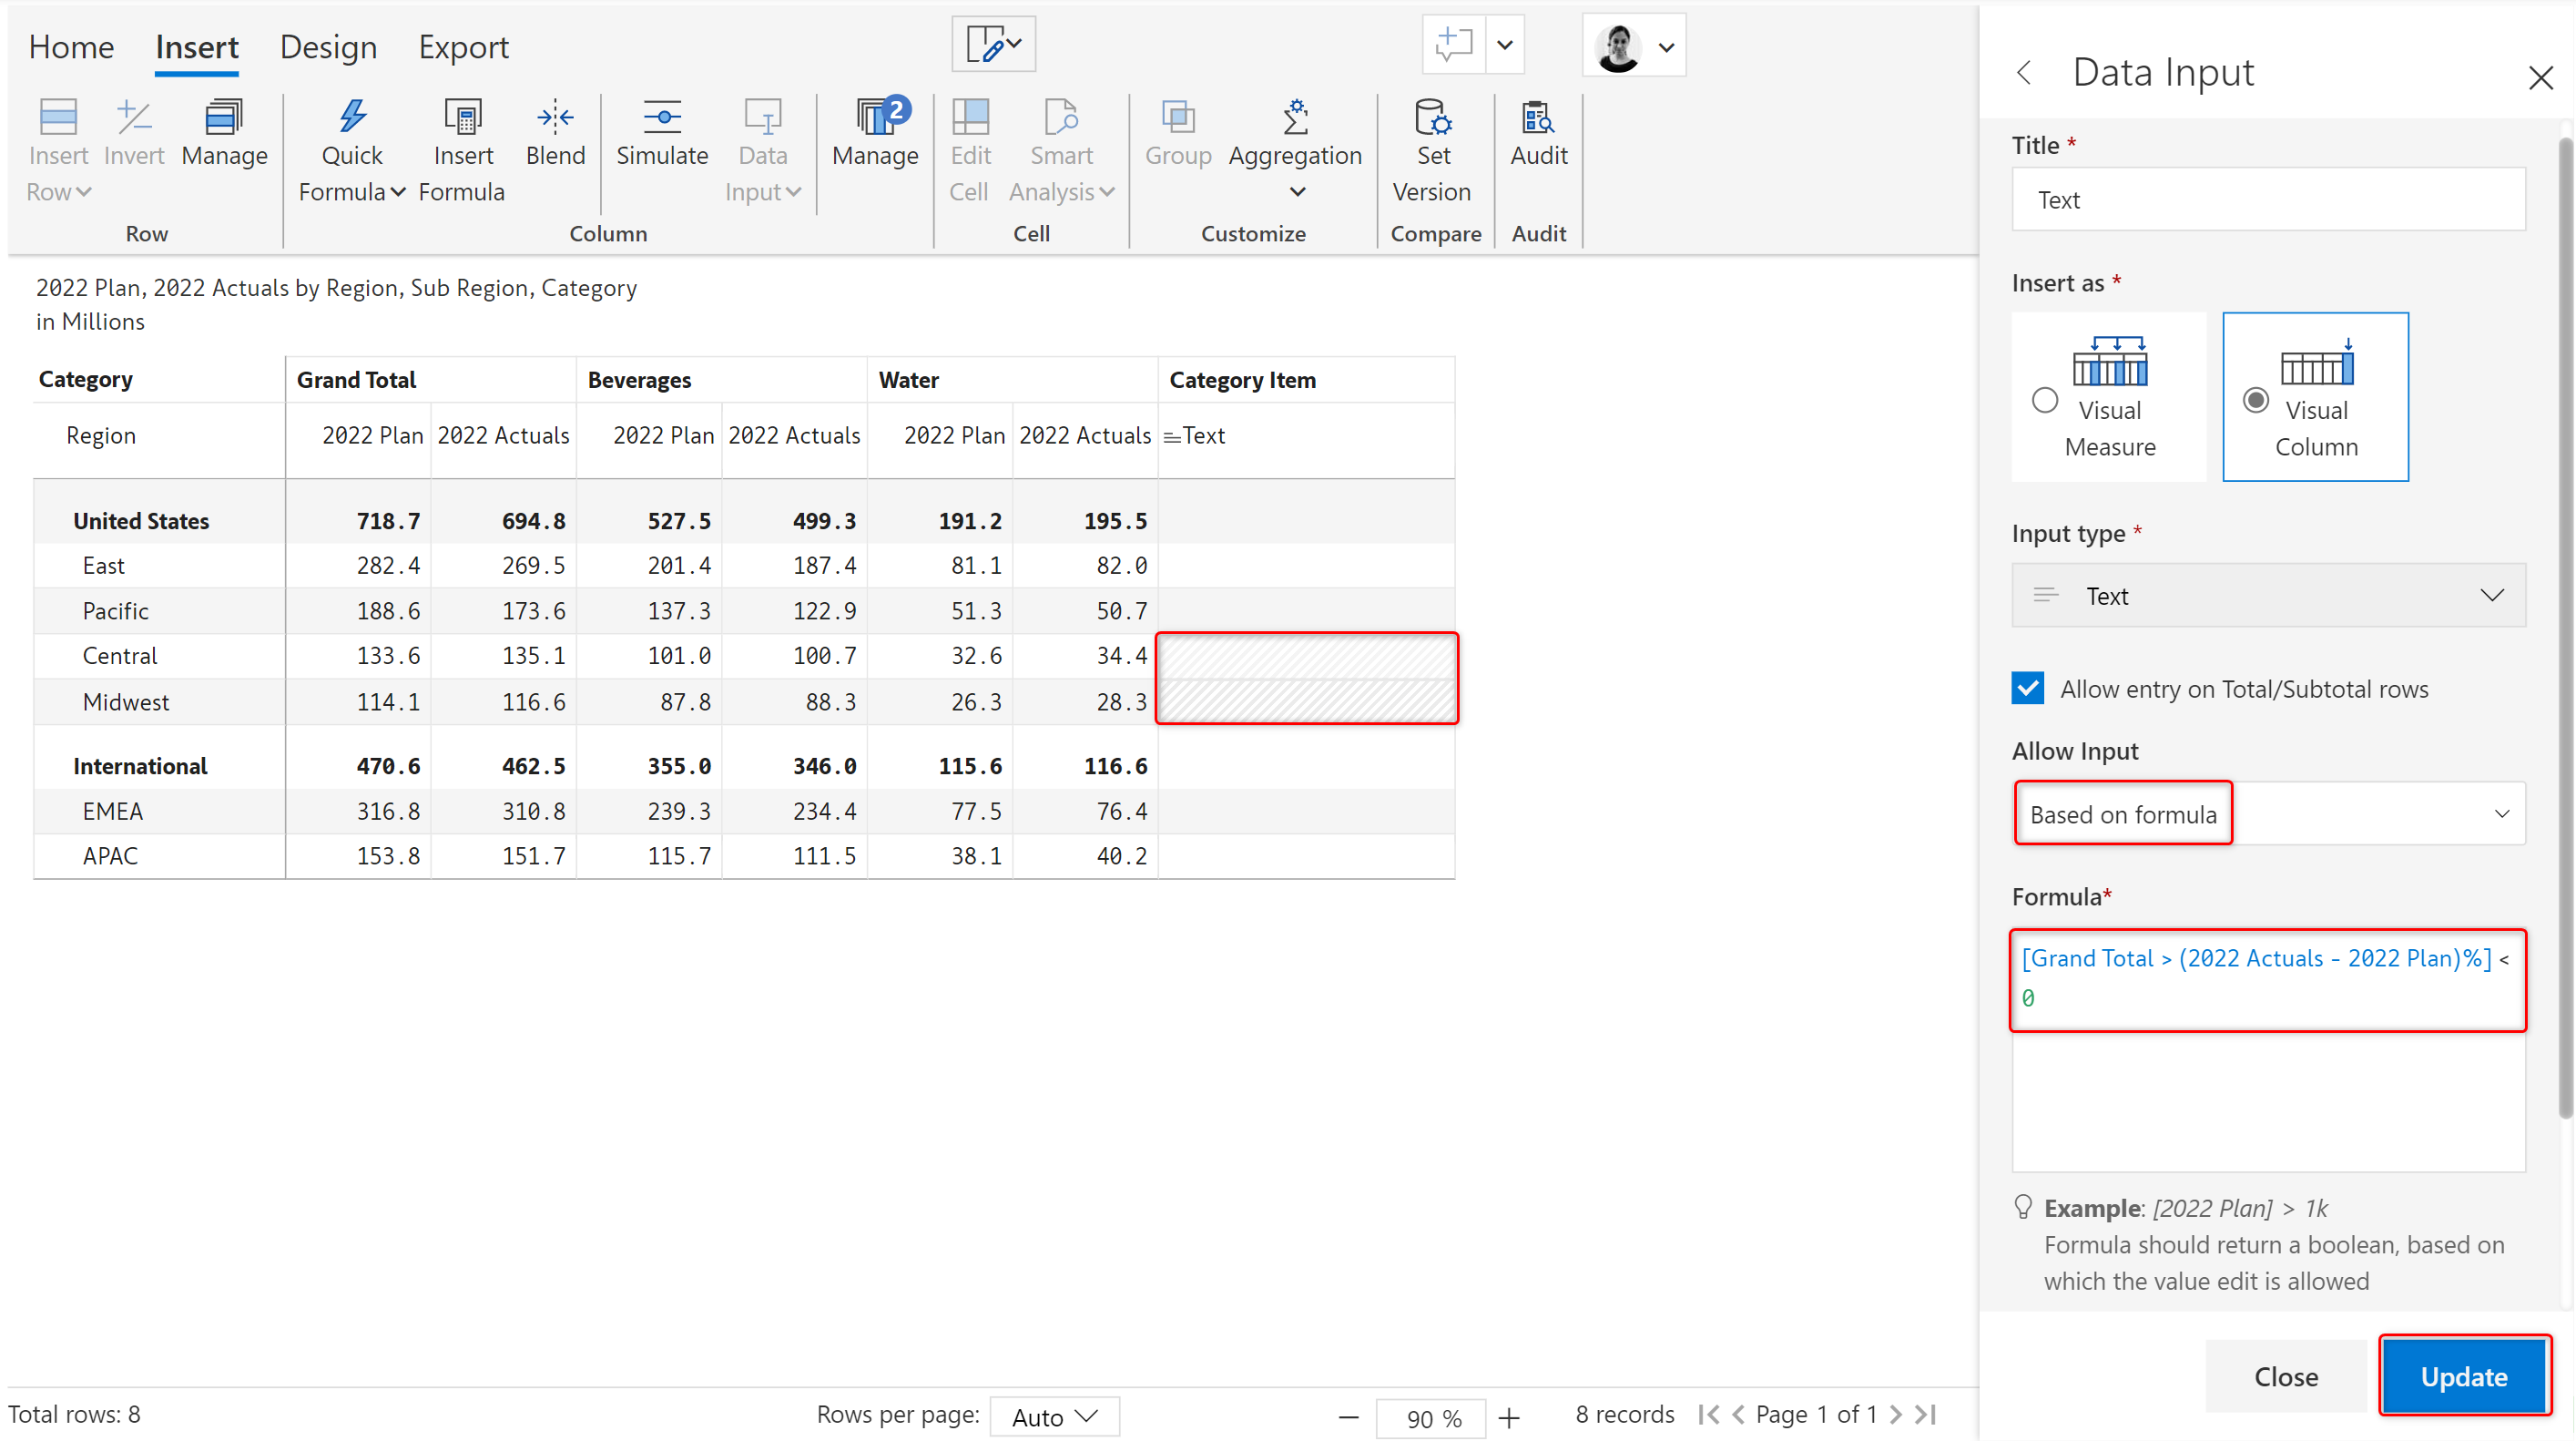 Home Insert Design Export
Insert Row
Invert
Manage
Quick Formula
Insert Formula
Blend
Simulate
Data Input
Manage
2
Edit Cell
Smart Analysis
Group
Aggregation
Set Version
Audit
Row Column Cell Customize Compare Audit
2022 Plan, 2022 Actuals by Region, Sub Region, Category
in Millions
Category Grand Total Beverages Water Category Item
Region 2022 Plan 2022 Actuals 2022 Plan 2022 Actuals 2022 Plan 2022 Actuals Text
United States 718.7 694.8 527.5 499.3 191.2 195.5
East 282.4 269.5 201.4 187.4 81.1 82.0
Pacific 188.6 173.6 137.3 122.9 51.3 50.7
Central 133.6 135.1 101.0 100.7 32.6 34.4
Midwest 114.1 116.6 87.8 88.3 26.3 28.3
International 470.6 462.5 355.0 346.0 115.6 116.6
EMEA 316.8 310.8 239.3 234.4 77.5 76.4
APAC 153.8 151.7 115.7 111.5 38.1 40.2
Total rows: 8 Rows per page: Auto 90 % 8 records Page 1 of 1
Data Input
Title *
Text
Insert as *
Visual Measure
Visual Column
Input type *
Text
Allow entry on Total/Subtotal rows
Allow Input
Based on formula
Formula*
[Grand Total > (2022 Actuals - 2022 Plan)%] <
0
Example: [2022 Plan] > 1k
Formula should return a boolean, based on
which the value edit is allowed
Close Update